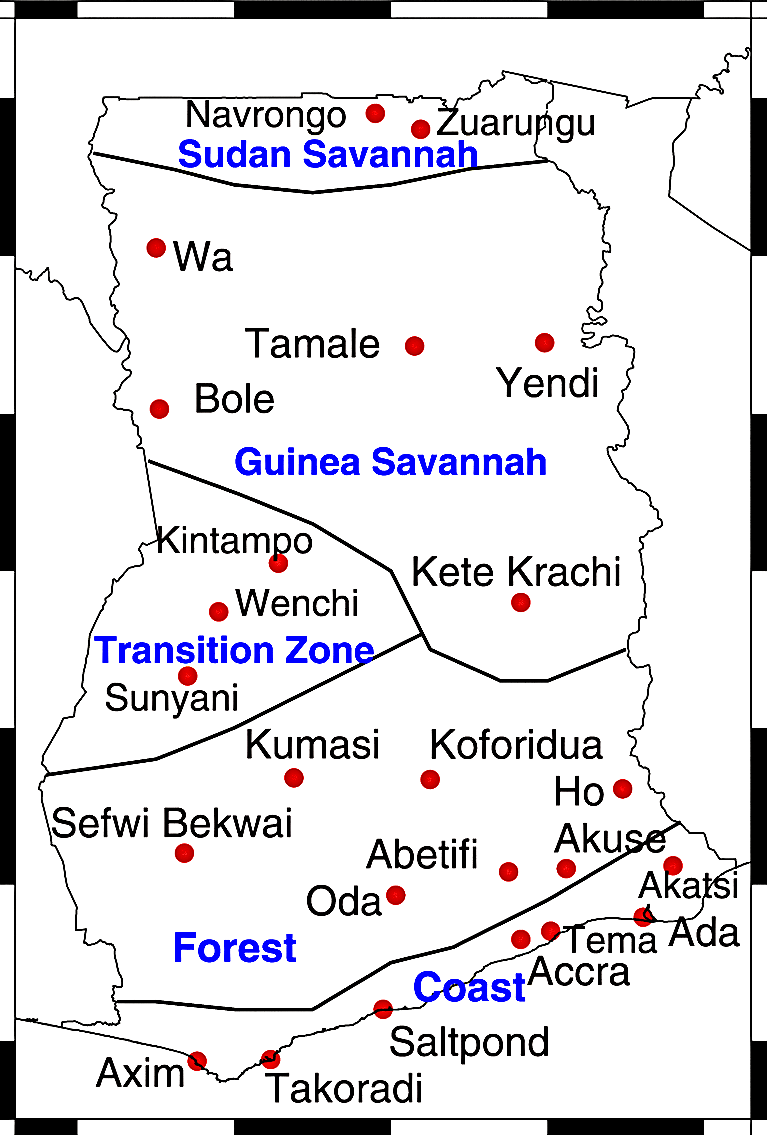 Navrongo
Zuarungu
Sudan Savannah
Wa
Tamale
Yendi
Bole
Guinea Savannah
Kintampo
Kete Krachi
Wenchi
Transition Zone
Sunyani
Kumasi
Koforidua
Ho
Sefwi Bekwai
Akuse
Abetifi
Akatsi
Oda
Ada
Tema
Forest
Accra
Coast
Saltpond
Axim
Takoradi